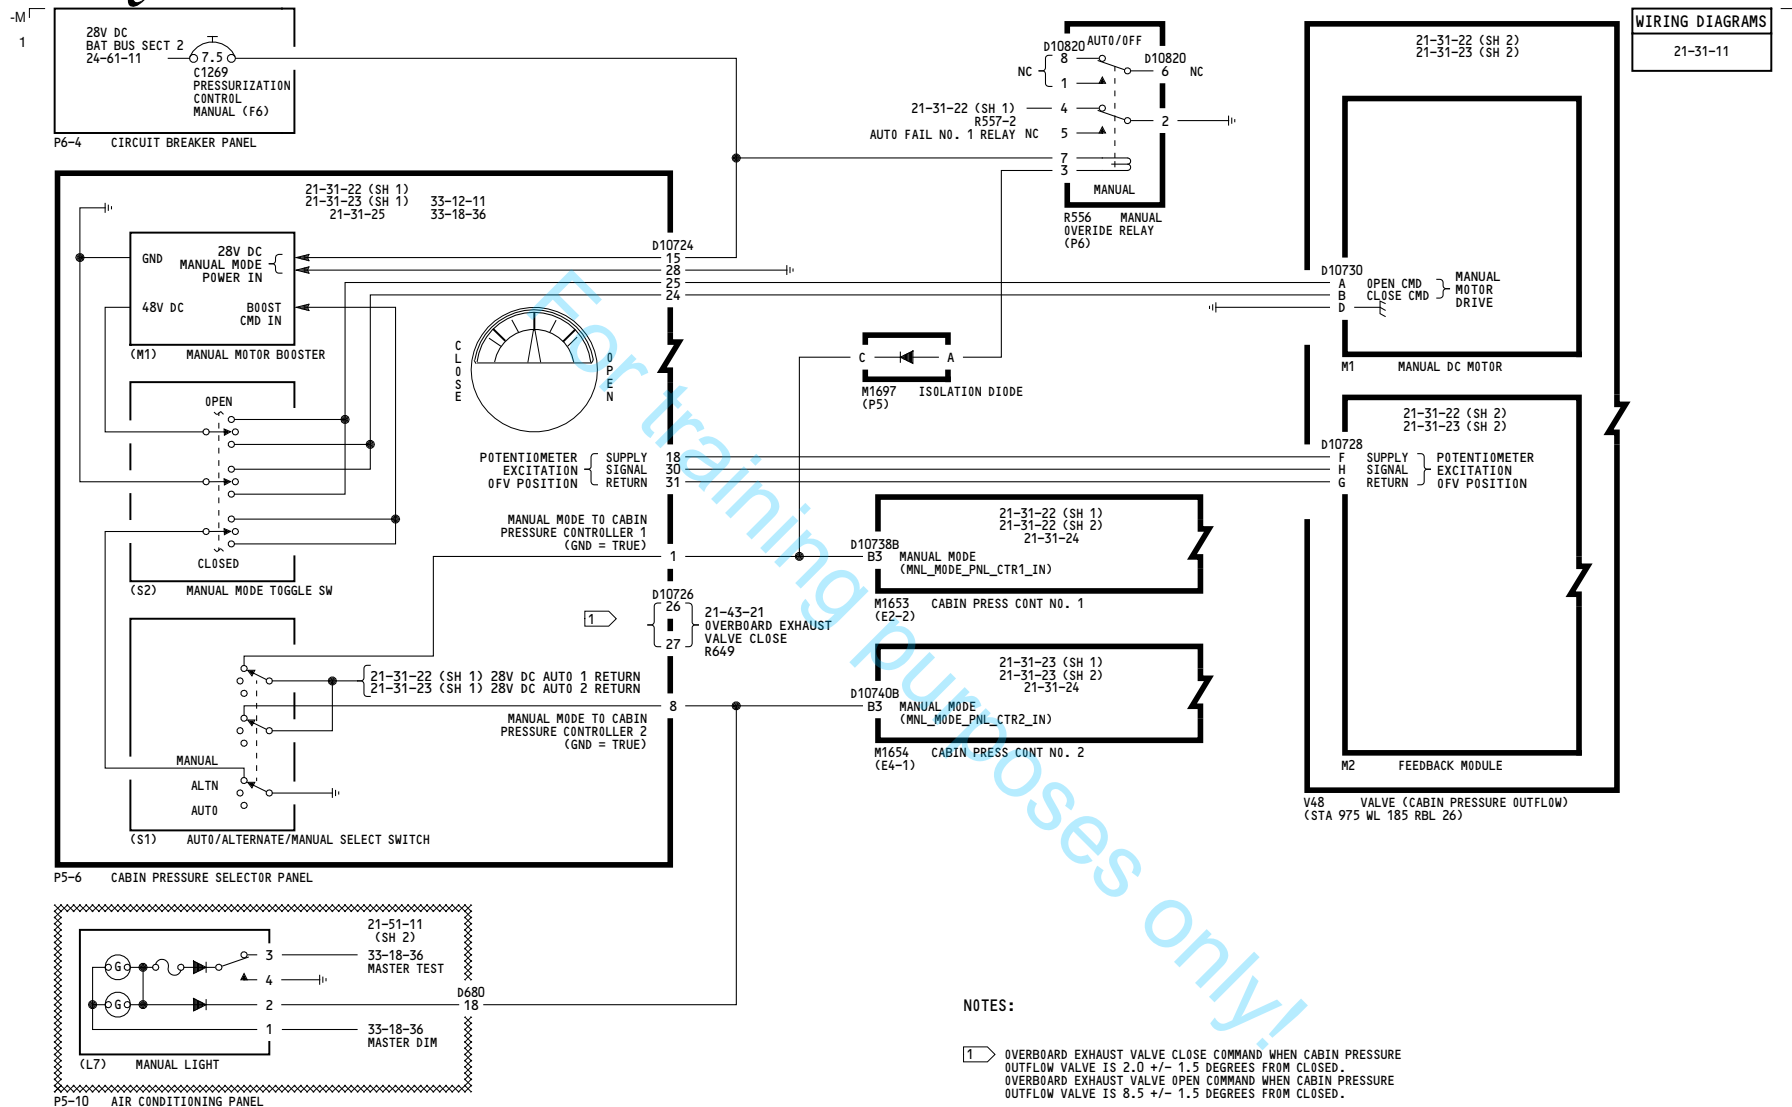 -M
1
28V DC
BAT BUS SECT 2
24-61-11
7.5
C1269
PRESSURIZATION
CONTROL
MANUAL (F6)
P6-4 CIRCUIT BREAKER PANEL
D10820
AUTO/OFF
D10820
8
NC
1
6 NC
21-31-22 (SH 1)
R557-2
4
AUTO FAIL NO. 1 RELAY NC 5
2
7
3
MANUAL
R556 MANUAL
OVERIDE RELAY
(P6)
WIRING DIAGRAMS
21-31-11
21-31-22 (SH 2)
21-31-23 (SH 2)
D10730
A OPEN CMD
B CLOSE CMD
D
MANUAL
MOTOR
DRIVE
M1 MANUAL DC MOTOR
21-31-22 (SH 2)
21-31-23 (SH 2)
D10728
F SUPPLY
H SIGNAL
G RETURN
POTENTIOMETER
EXCITATION
OFV POSITION
M2 FEEDBACK MODULE
V48 VALVE (CABIN PRESSURE OUTFLOW)
(STA 975 WL 185 RBL 26)
21-31-22 (SH 1)
21-31-23 (SH 1) 33-12-11
21-31-25 33-18-36
GND
28V DC
MANUAL MODE
POWER IN
48V DC
BOOST
CMD IN
(M1) MANUAL MOTOR BOOSTER
D10724
15
28
25
24
CLOSE
OPEN
OPEN
CLOSED
(S2) MANUAL MODE TOGGLE SW
POTENTIOMETER
EXCITATION
OFV POSITION
SUPPLY 18
SIGNAL 30
RETURN 31
MANUAL MODE TO CABIN
PRESSURE CONTROLLER 1
(GND = TRUE)
1
D10726
26
27
1
21-43-21
OVERBOARD EXHAUST
VALVE CLOSE
R649
21-31-22 (SH 1) 28V DC AUTO 1 RETURN
21-31-23 (SH 1) 28V DC AUTO 2 RETURN
8
MANUAL MODE TO CABIN
PRESSURE CONTROLLER 2
(GND = TRUE)
MANUAL
ALTN
AUTO
(S1) AUTO/ALTERNATE/MANUAL SELECT SWITCH
P5-6 CABIN PRESSURE SELECTOR PANEL
C A
M1697 ISOLATION DIODE
(P5)
21-31-22 (SH 1)
21-31-22 (SH 2)
21-31-24
D10738B
B3 MANUAL MODE
(MNL_MODE_PNL_CTR1_IN)
M1653 CABIN PRESS CONT NO. 1
(E2-2)
21-31-23 (SH 1)
21-31-23 (SH 2)
21-31-24
D10740B
B3 MANUAL MODE
(MNL_MODE_PNL_CTR2_IN)
M1654 CABIN PRESS CONT NO. 2
(E4-1)
21-51-11
(SH 2)
G
G
3
33-18-36
MASTER TEST
4
2
D680
18
1
33-18-36
MASTER DIM
(L7) MANUAL LIGHT
P5-10 AIR CONDITIONING PANEL
For training purposes only!
NOTES:
1 OVERBOARD EXHAUST VALVE CLOSE COMMAND WHEN CABIN PRESSURE
OUTFLOW VALVE IS 2.0 +/- 1.5 DEGREES FROM CLOSED.
OVERBOARD EXHAUST VALVE OPEN COMMAND WHEN CABIN PRESSURE
OUTFLOW VALVE IS 8.5 +/- 1.5 DEGREES FROM CLOSED.